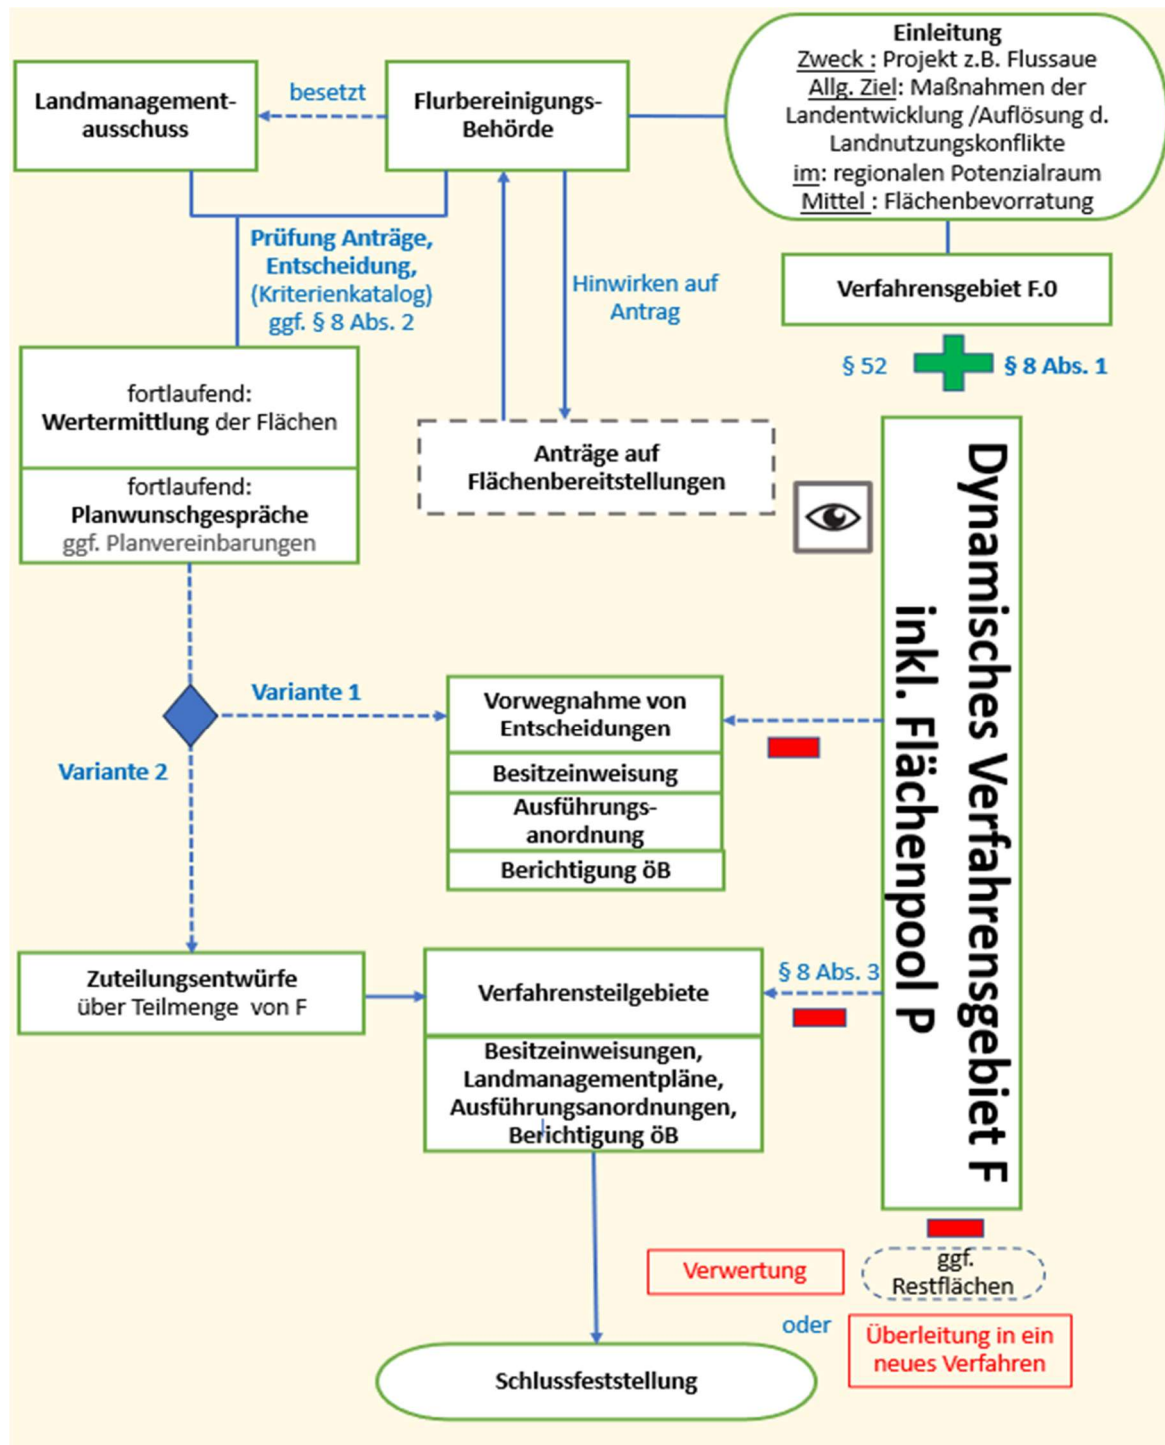 Einleitung
Zweck : Projekt z.B. Flussaue
Allg. Ziel: Maßnahmen der
Landentwicklung /Auflösung d.
Landnutzungskonflikte
im: regionalen Potenzialraum
Mittel : Flächenbevorratung
Landmanagement-
ausschuss
besetzt
Flurbereinigungs-
Behörde
Prüfung Anträge,
Entscheidung,
(Kriterienkatalog)
ggf. § 8 Abs. 2
Hinwirken auf
Antrag
Verfahrensgebiet F.0
§ 52
§ 8 Abs. 1
fortlaufend:
Wertermittlung der Flächen
fortlaufend:
Planwunschgespräche
ggf. Planvereinbarungen
Anträge auf
Flächenbereitstellungen
Dynamisches Verfahrensgebiet F
inkl. Flächenpool P
Variante 1
Variante 2
Vorwegnahme von
Entscheidungen
Besitzeinweisung
Ausführungs-
anordnung
Berichtigung öB
Zuteilungsentwürfe
über Teilmenge von F
Verfahrensteilgebiete
§ 8 Abs. 3
Besitzeinweisungen,
Landmanagementpläne,
Ausführungsanordnungen,
Berichtigung öB
Verwertung
ggf.
Restflächen
oder
Überleitung in ein
neues Verfahren
Schlussfeststellung